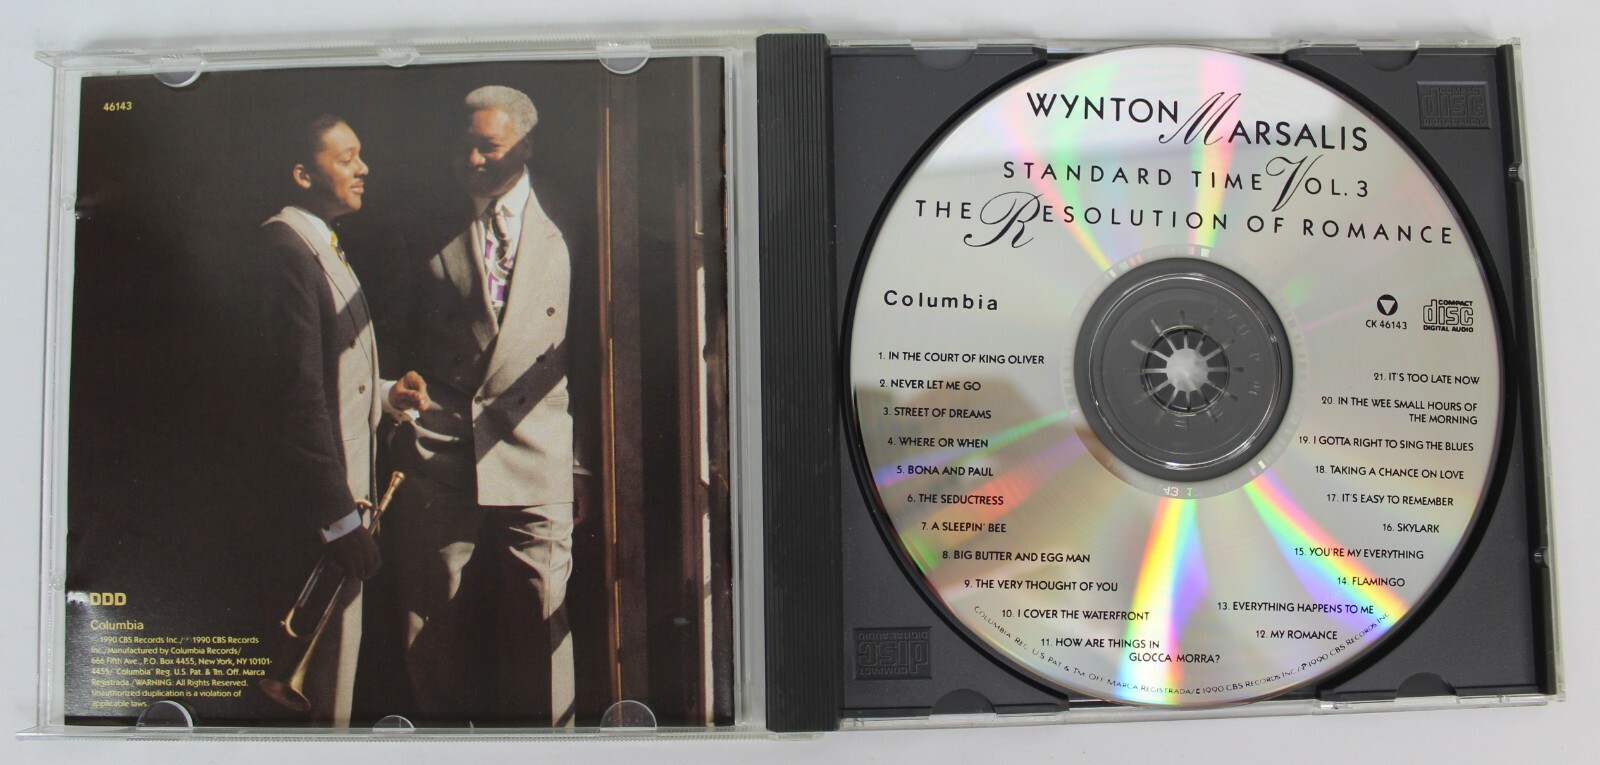 46143
DDD
Columbia
© 1990 CBS Records Inc./℗ 1990 CBS Records
Inc./Manufactured by Columbia Records/
666 Fifth Ave., P.O. Box 4455, New York, NY 10101-
4455/"Columbia" Reg. U.S. Pat. & Tm. Off. Marca
Registrada./WARNING: All Rights Reserved.
Unauthorized duplication is a violation of
applicable laws.
WYNTON MARSALIS
STANDARD TIME VOL. 3
THE RESOLUTION OF ROMANCE
Columbia
CK 46143
COMPACT
disc
DIGITAL AUDIO
1. IN THE COURT OF KING OLIVER
2. NEVER LET ME GO
3. STREET OF DREAMS
4. WHERE OR WHEN
5. BONA AND PAUL
6. THE SEDUCTRESS
7. A SLEEPIN' BEE
8. BIG BUTTER AND EGG MAN
9. THE VERY THOUGHT OF YOU
10. I COVER THE WATERFRONT
11. HOW ARE THINGS IN
GLOCCA MORRA?
12. MY ROMANCE
13. EVERYTHING HAPPENS TO ME
14. FLAMINGO
15. YOU'RE MY EVERYTHING
16. SKYLARK
17. IT'S EASY TO REMEMBER
18. TAKING A CHANCE ON LOVE
19. I GOTTA RIGHT TO SING THE BLUES
20. IN THE WEE SMALL HOURS OF
THE MORNING
21. IT'S TOO LATE NOW
COLUMBIA REG. U.S. PAT. & TM. OFF. MARCA REGISTRADA/© 1990 CBS RECORDS INC./℗ 1990 CBS RECORDS INC.
COMPACT
disc
DIGITAL AUDIO
COMPACT
disc
DIGITAL AUDIO